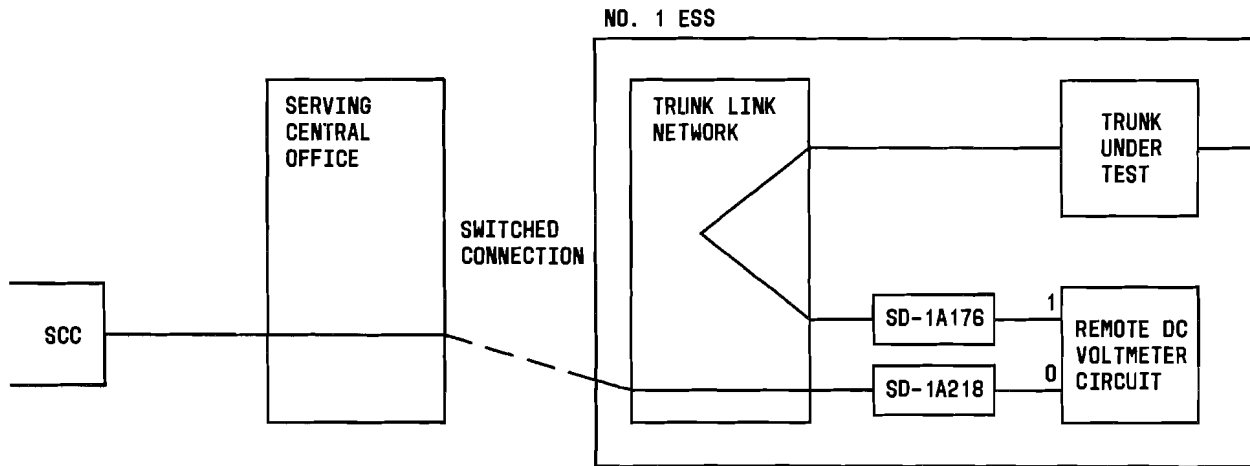 NO. 1 ESS
SERVING
CENTRAL
OFFICE
TRUNK LINK
NETWORK
TRUNK
UNDER
TEST
SWITCHED
CONNECTION
SCC
SD-1A176
1
SD-1A218
0
REMOTE DC
VOLTMETER
CIRCUIT